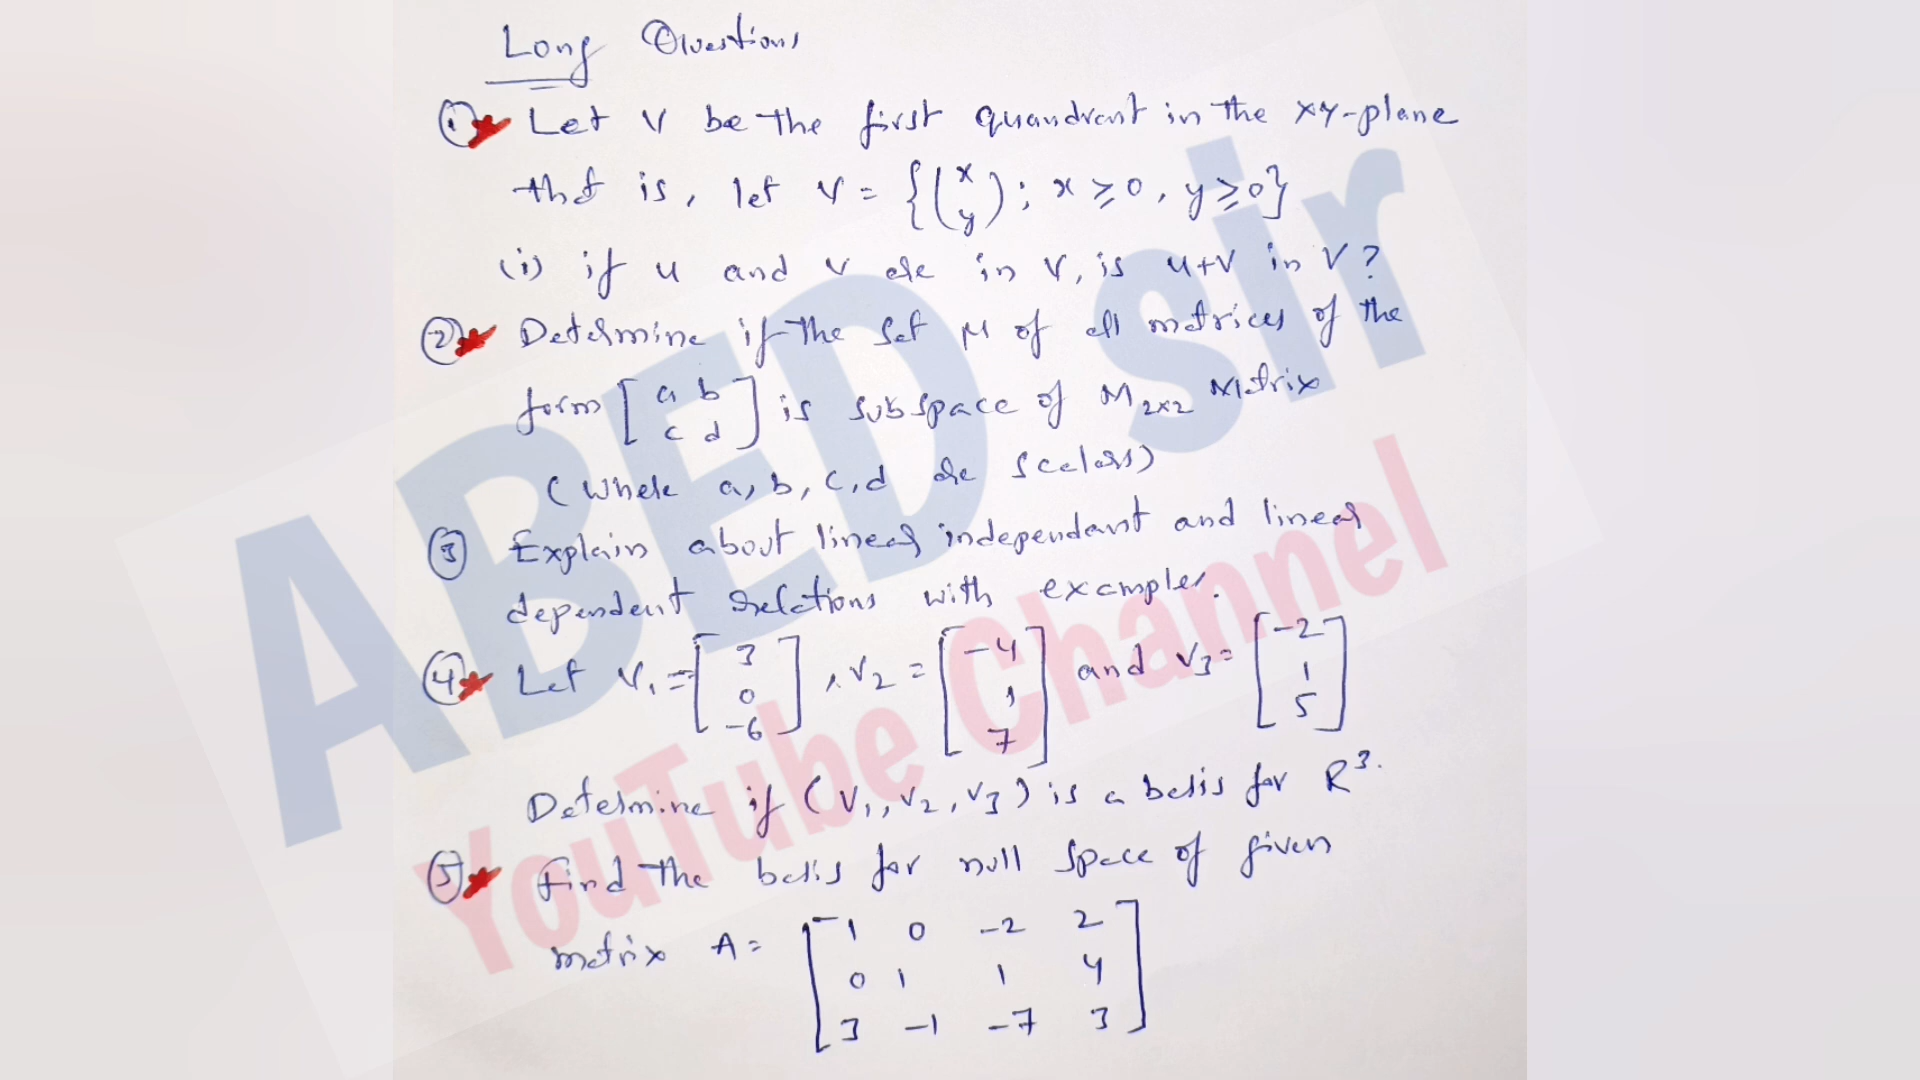 Long Questions
① Let V be the first quandrant in the xy-plane
that is, let V = {(x y); x ≥ 0, y ≥ 0}
(i) if u and v are in V, is u+v in V?
② Determine if the set M of all matrices of the
form [a b c d] is subspace of M2×2 Matrix
(Where a, b, c, d are scalars)
③ Explain about linear independant and linear
dependent relations with examples.
④ Let V1 = [3 0 -6], V2 = [-4 1 7] and V3 = [-2 1 5]
Determine if (V1, V2, V3) is a basis for R³.
⑤ Find the basis for null space of given
matrix A = [1 0 -2 2
0 1 1 4
3 -1 -7 3]
ABED sir
YouTube Channel